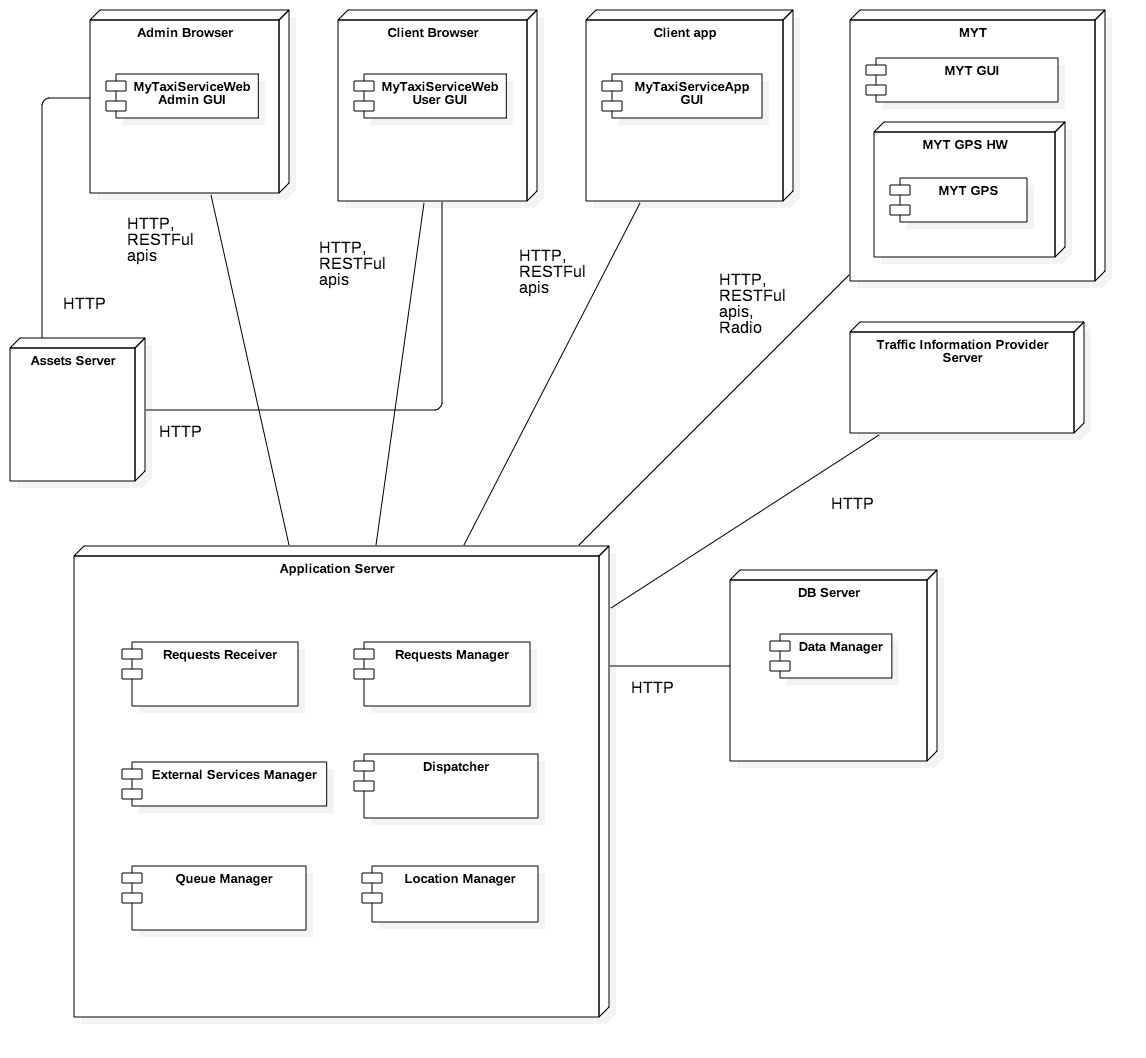 Admin Browser
MyTaxiServiceWeb
Admin GUI
Client Browser
MyTaxiServiceWeb
User GUI
Client app
MyTaxiServiceApp
GUI
MYT
MYT GUI
MYT GPS HW
MYT GPS
HTTP,
RESTFul
apis
HTTP,
RESTFul
apis
HTTP,
RESTFul
apis
HTTP,
RESTFul
apis,
Radio
HTTP
Assets Server
HTTP
Traffic Information Provider
Server
HTTP
Application Server
Requests Receiver
Requests Manager
External Services Manager
Dispatcher
Queue Manager
Location Manager
DB Server
Data Manager
HTTP